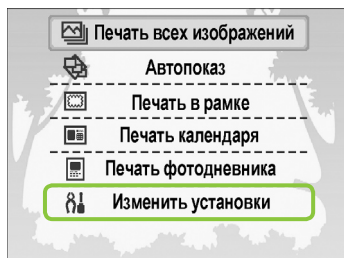 Печать всех изображений
Автопоказ
Печать в рамке
Печать календаря
Печать фотодневника
Изменить установки